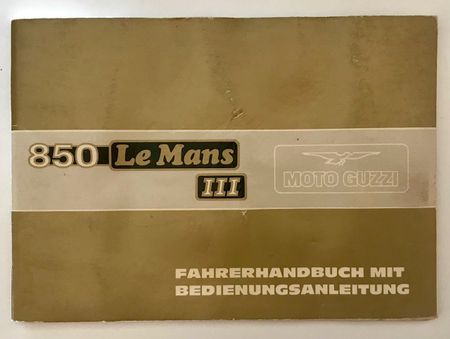 850 Le Mans
III
MOTO GUZZI
FAHRERHANDBUCH MIT
BEDIENUNGSANLEITUNG